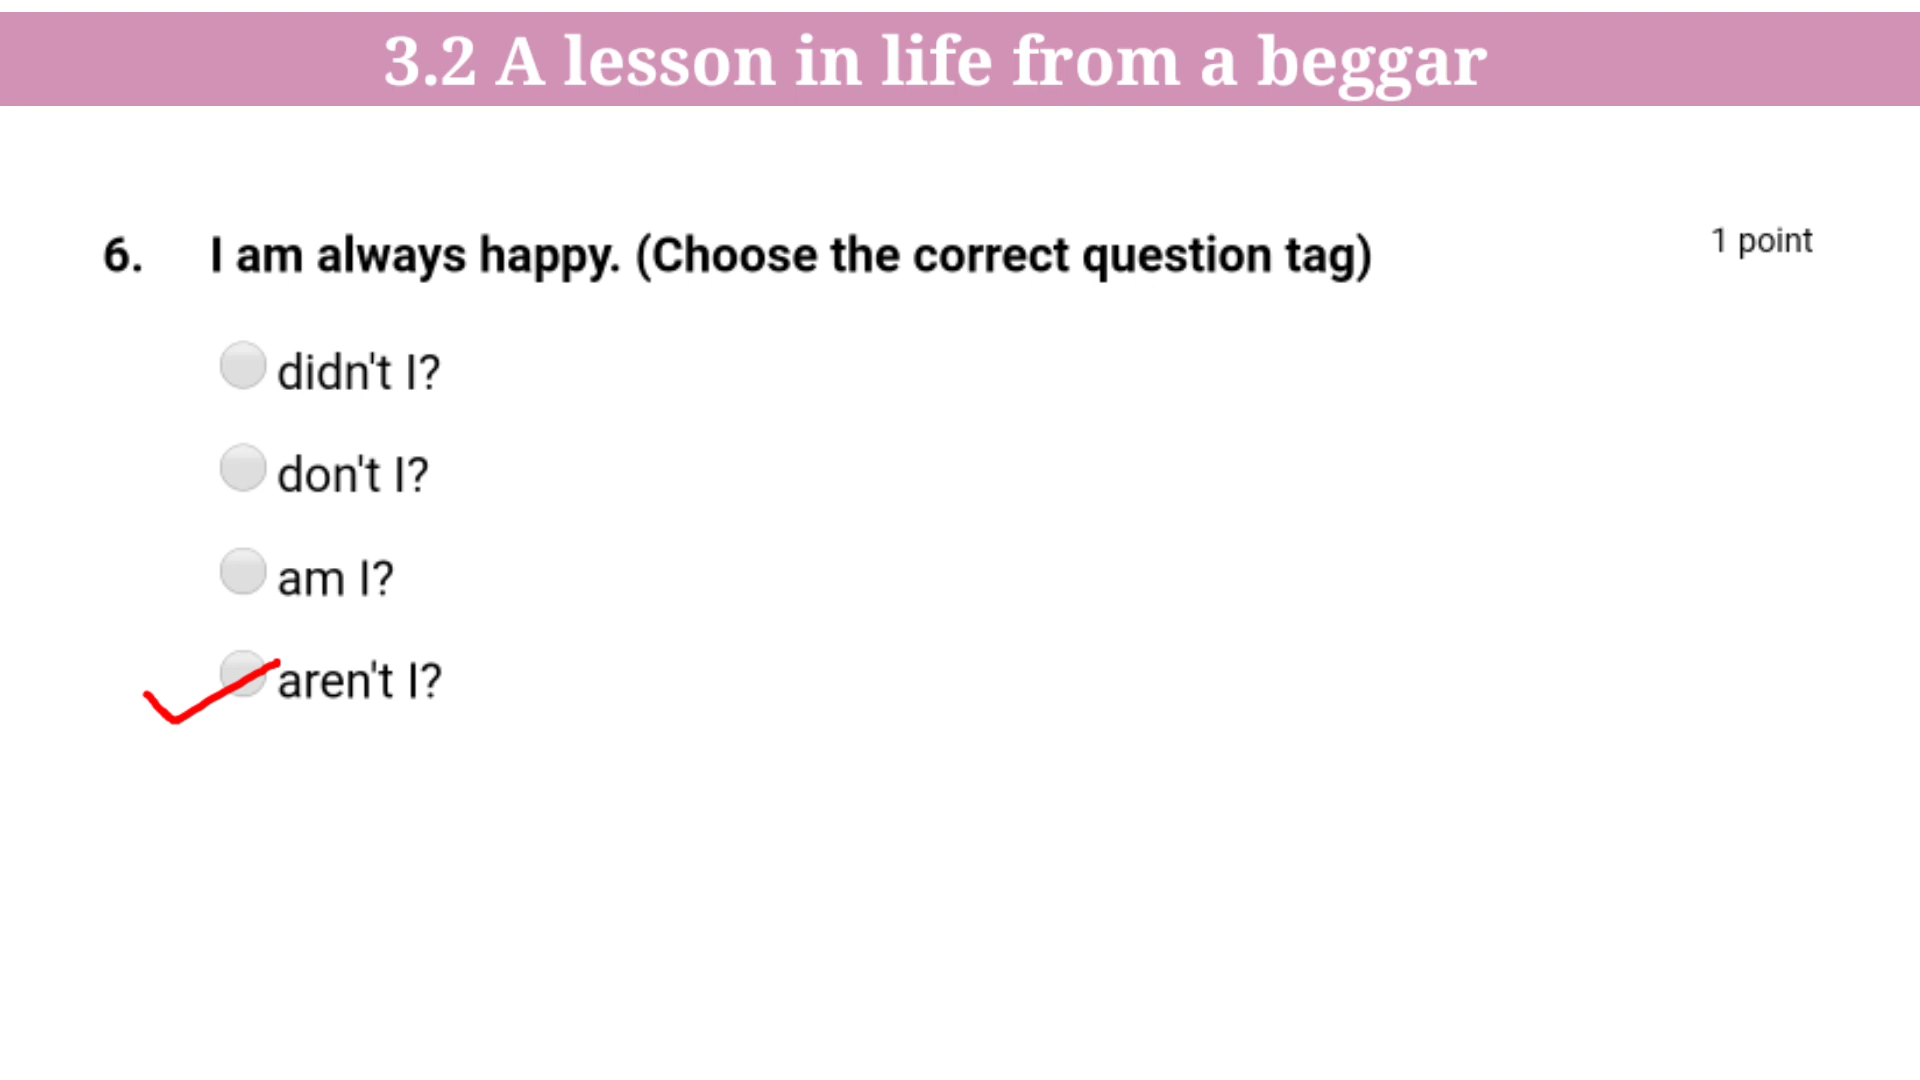 3.2 A lesson in life from a beggar
6. I am always happy. (Choose the correct question tag) 1 point
didn't I?
don't I?
am I?
aren't I?